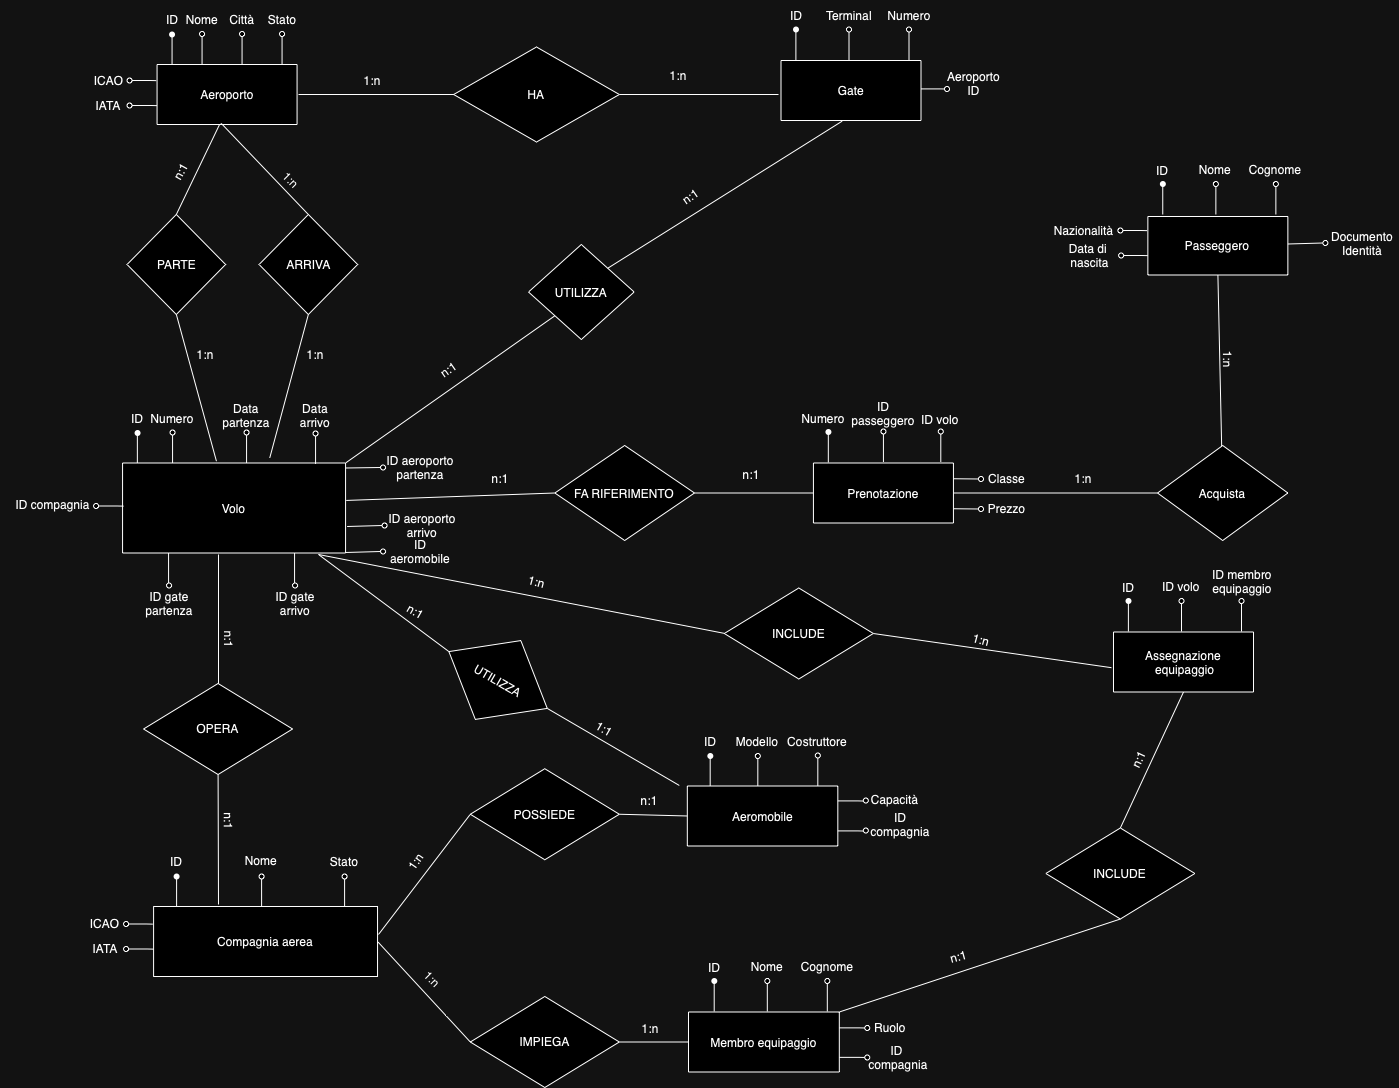 ID Nome Città Stato
ICAO
IATA
Aeroporto
1:n
HA
1:n
ID Terminal Numero
Gate
Aeroporto
ID
n:1
1:n
PARTE
ARRIVA
1:n
1:n
n:1
UTILIZZA
n:1
ID Nome Cognome
Nazionalità
Data di
nascita
Passeggero
Documento
Identità
1:n
ID Numero
Data
partenza
Data
arrivo
ID aeroporto
partenza
ID compagnia
Volo
ID aeroporto
arrivo
ID
aeromobile
ID gate
partenza
ID gate
arrivo
n:1
FA RIFERIMENTO
n:1
Numero
ID
passeggero
ID volo
Prenotazione
Classe
Prezzo
1:n
Acquista
1:n
INCLUDE
1:n
ID
ID volo
ID membro
equipaggio
Assegnazione
equipaggio
n:1
UTILIZZA
1:1
n:1
OPERA
n:1
ID Modello Costruttore
Aeromobile
Capacità
ID
compagnia
POSSIEDE
n:1
1:n
n:1
INCLUDE
n:1
ID Nome Stato
ICAO
IATA
Compagnia aerea
1:n
IMPIEGA
1:n
ID Nome Cognome
Membro equipaggio
Ruolo
ID
compagnia